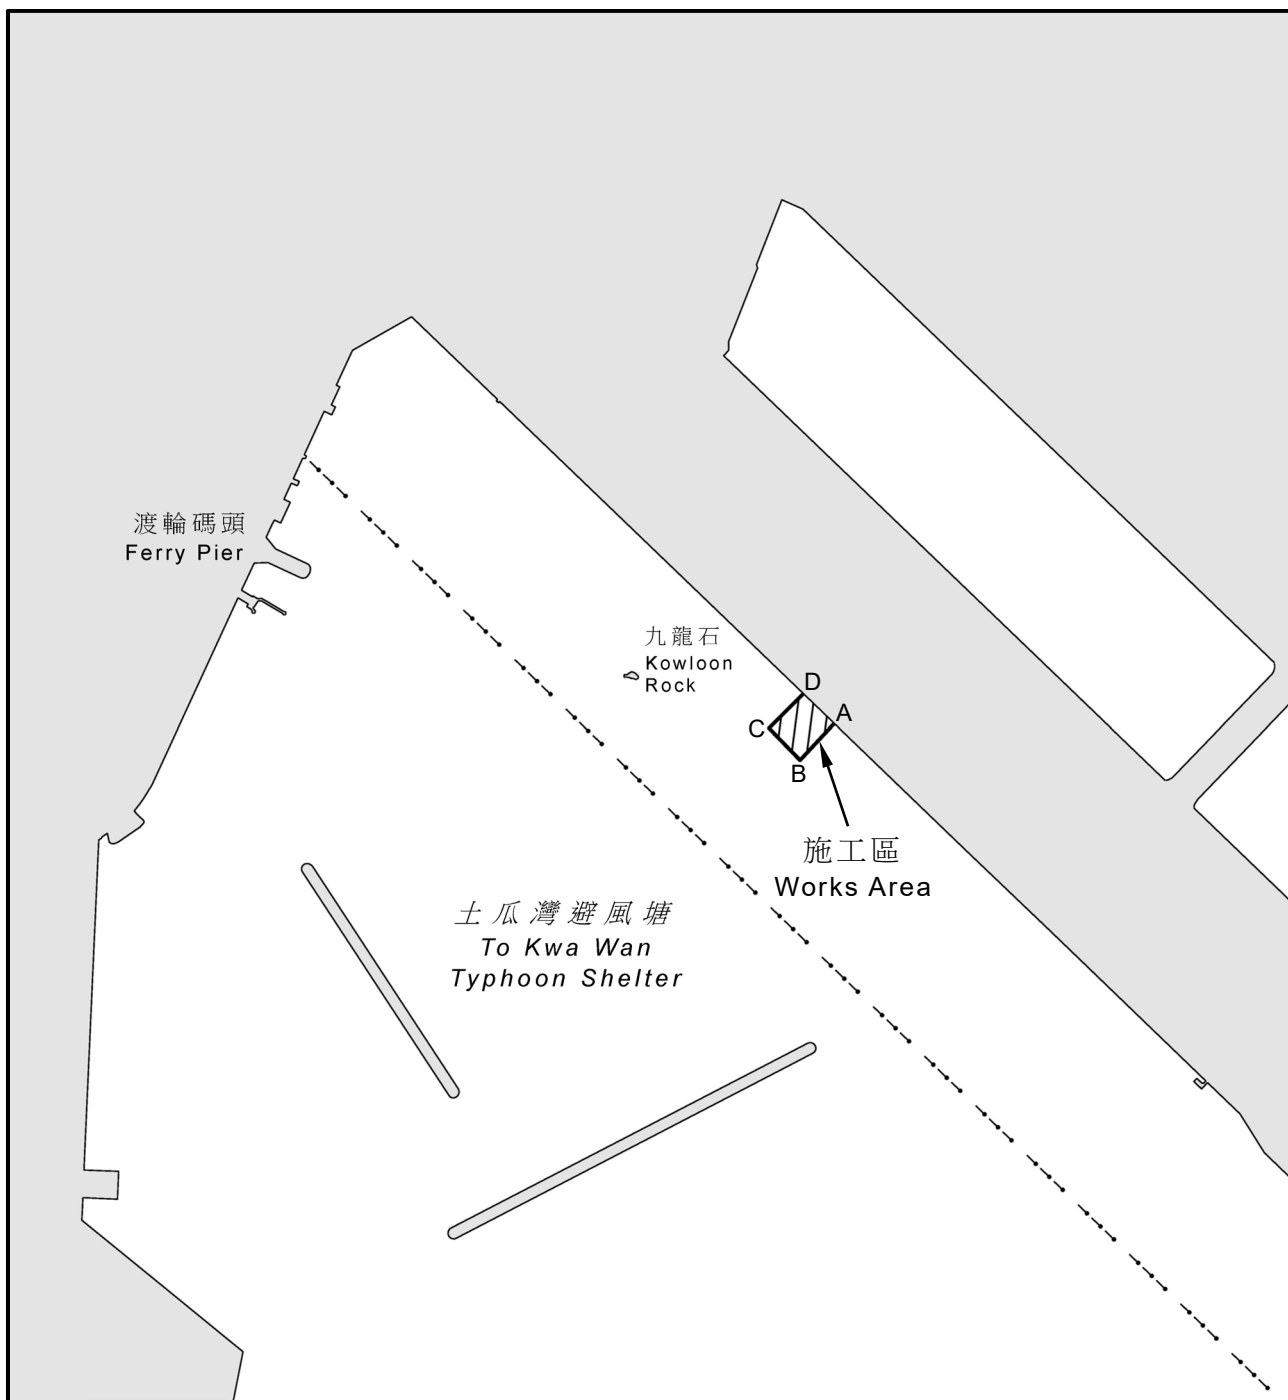 渡輪碼頭
Ferry Pier
九龍石
Kowloon
Rock
D
A
C
B
施工區
Works Area
土瓜灣避風塘
To Kwa Wan
Typhoon Shelter